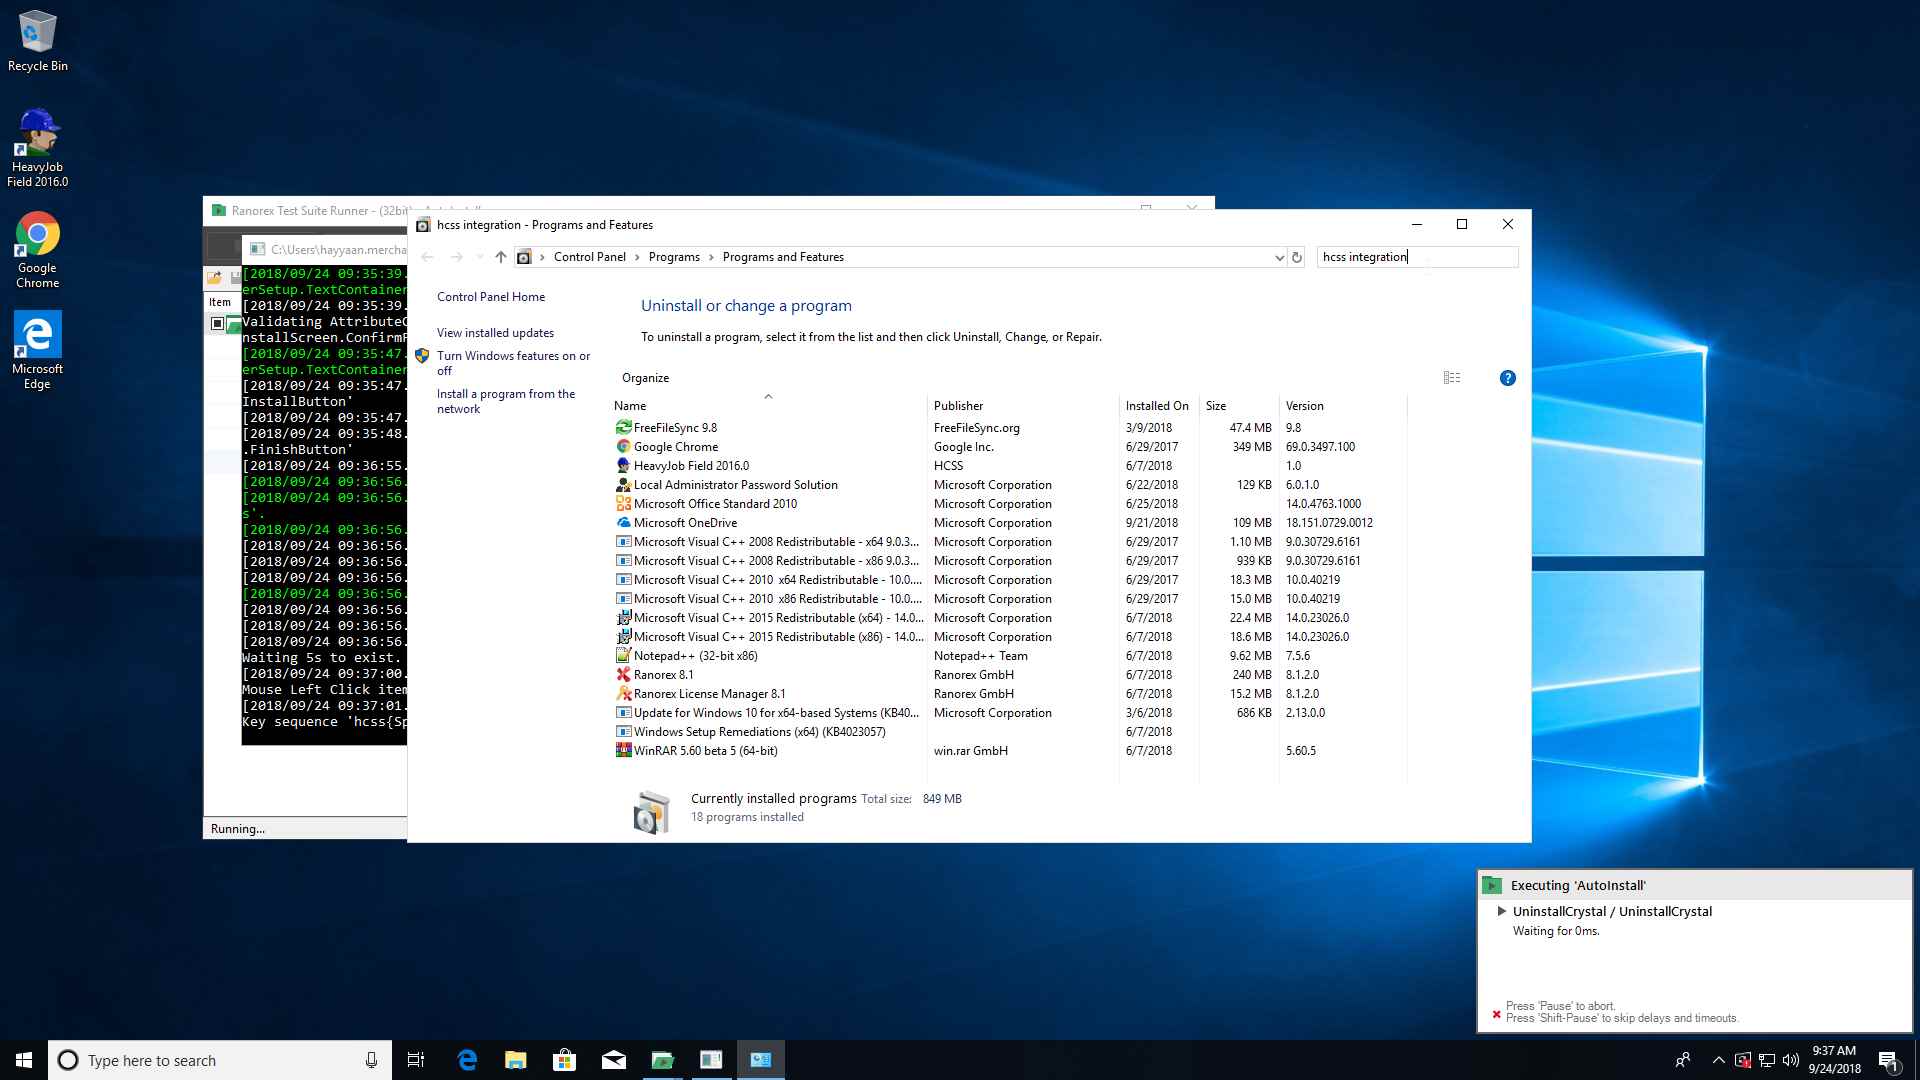 Recycle Bin
HeavyJob
Field 2016.0
Google
Chrome
Microsoft
Edge
Ranorex Test Suite Runner - (32bit)
Item
Running...
C:\Users\hayyaan.mercha
[2018/09/24 09:35:39.
erSetup.TextContainer
[2018/09/24 09:35:39.
Validating AttributeC
nstallScreen.ConfirmF
[2018/09/24 09:35:47.
erSetup.TextContainer
[2018/09/24 09:35:47.
InstallButton'
[2018/09/24 09:35:47.
[2018/09/24 09:35:48.
.FinishButton'
[2018/09/24 09:36:55.
[2018/09/24 09:36:56.
[2018/09/24 09:36:56.
s'.
[2018/09/24 09:36:56.
[2018/09/24 09:36:56.
[2018/09/24 09:36:56.
[2018/09/24 09:36:56.
[2018/09/24 09:36:56.
[2018/09/24 09:36:56.
[2018/09/24 09:36:56.
[2018/09/24 09:36:56.
Waiting 5s to exist.
[2018/09/24 09:37:00.
Mouse Left Click item
[2018/09/24 09:37:01.
Key sequence 'hcss{Sp
hcss integration - Programs and Features
Control Panel > Programs > Programs and Features
hcss integration
Control Panel Home
View installed updates
Turn Windows features on or
off
Install a program from the
network
Uninstall or change a program
To uninstall a program, select it from the list and then click Uninstall, Change, or Repair.
Organize
Name Publisher Installed On Size Version
FreeFileSync 9.8 FreeFileSync.org 3/9/2018 47.4 MB 9.8
Google Chrome Google Inc. 6/29/2017 349 MB 69.0.3497.100
HeavyJob Field 2016.0 HCSS 6/7/2018 1.0
Local Administrator Password Solution Microsoft Corporation 6/22/2018 129 KB 6.0.1.0
Microsoft Office Standard 2010 Microsoft Corporation 6/25/2018 14.0.4763.1000
Microsoft OneDrive Microsoft Corporation 9/21/2018 109 MB 18.151.0729.0012
Microsoft Visual C++ 2008 Redistributable - x64 9.0.3... Microsoft Corporation 6/29/2017 1.10 MB 9.0.30729.6161
Microsoft Visual C++ 2008 Redistributable - x86 9.0.3... Microsoft Corporation 6/29/2017 939 KB 9.0.30729.6161
Microsoft Visual C++ 2010 x64 Redistributable - 10.0.... Microsoft Corporation 6/29/2017 18.3 MB 10.0.40219
Microsoft Visual C++ 2010 x86 Redistributable - 10.0.... Microsoft Corporation 6/29/2017 15.0 MB 10.0.40219
Microsoft Visual C++ 2015 Redistributable (x64) - 14.0... Microsoft Corporation 6/7/2018 22.4 MB 14.0.23026.0
Microsoft Visual C++ 2015 Redistributable (x86) - 14.0... Microsoft Corporation 6/7/2018 18.6 MB 14.0.23026.0
Notepad++ (32-bit x86) Notepad++ Team 6/7/2018 9.62 MB 7.5.6
Ranorex 8.1 Ranorex GmbH 6/7/2018 240 MB 8.1.2.0
Ranorex License Manager 8.1 Ranorex GmbH 6/7/2018 15.2 MB 8.1.2.0
Update for Windows 10 for x64-based Systems (KB40... Microsoft Corporation 3/6/2018 686 KB 2.13.0.0
Windows Setup Remediations (x64) (KB4023057) 6/7/2018
WinRAR 5.60 beta 5 (64-bit) win.rar GmbH 6/7/2018 5.60.5
Currently installed programs Total size: 849 MB
18 programs installed
Executing 'AutoInstall'
UninstallCrystal / UninstallCrystal
Waiting for 0ms.
Press 'Pause' to abort.
Press 'Shift-Pause' to skip delays and timeouts.
Type here to search
9:37 AM
9/24/2018
1